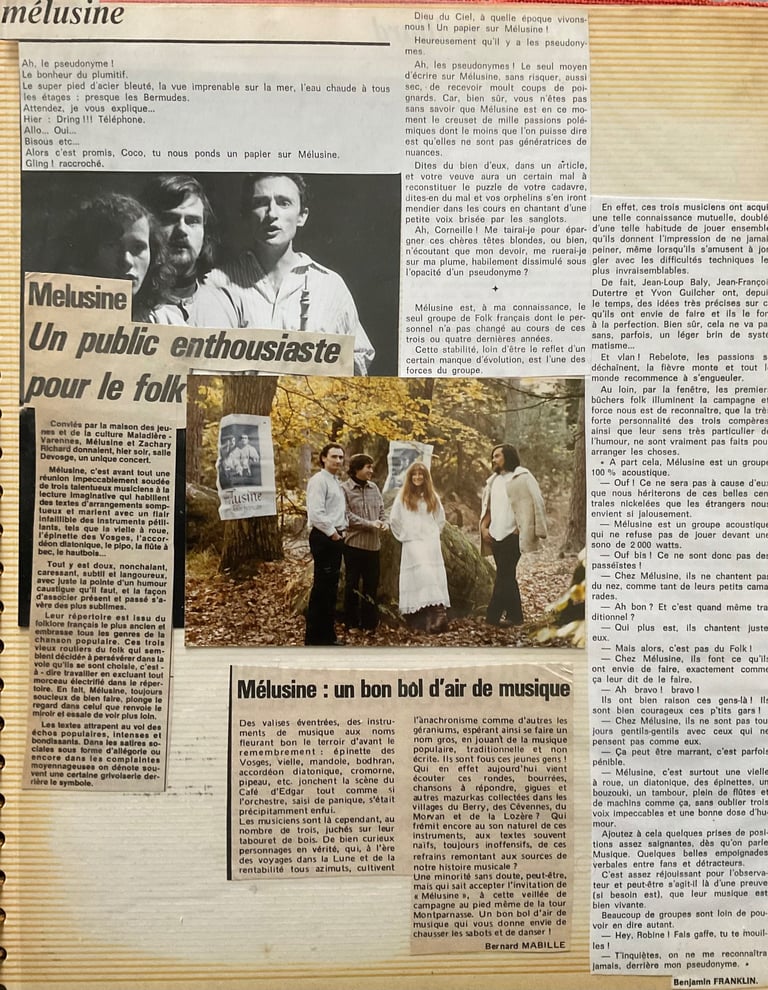 mélusine
Ah, le pseudonyme !
Le bonheur du plumitif.
Le super pied d'acier bleuté, la vue imprenable sur la mer, l'eau chaude à tous
les étages : presque les Bermudes.
Attendez, je vous explique...
Hier : Dring !!! Téléphone.
Allo... Oui...
Bisous etc...
Alors c'est promis, Coco, tu nous ponds un papier sur Mélusine.
Gling ! raccroché.
Dieu du Ciel, à quelle époque vivons-
nous ! Un papier sur Mélusine !
Heureusement qu'il y a les pseudony-
mes.
Ah, les pseudonymes ! Le seul moyen
d'écrire sur Mélusine, sans risquer, aussi
sec, de recevoir moult coups de poi-
gnards. Car, bien sûr, vous n'êtes pas
sans savoir que Mélusine est en ce mo-
ment le creuset de mille passions polé-
miques dont le moins que l'on puisse dire
est qu'elles ne sont pas génératrices de
nuances.
Dites du bien d'eux, dans un article,
et votre veuve aura un certain mal à
reconstituer le puzzle de votre cadavre,
dites-en du mal et vos orphelins s'en iront
mendier dans les cours en chantant d'une
petite voix brisée par les sanglots.
Ah, Corneille ! Me tairai-je pour épar-
gner ces chères têtes blondes, ou bien,
n'écoutant que mon devoir, me ruerai-je
sur ma plume, habilement dissimulé sous
l'opacité d'un pseudonyme ?
Mélusine est, à ma connaissance, le
seul groupe de Folk français dont le per-
sonnel n'a pas changé au cours de ces
trois ou quatre dernières années.
Cette stabilité, loin d'être le reflet d'un
certain manque d'évolution, est l'une des
forces du groupe.
En effet, ces trois musiciens ont acqui
une telle connaissance mutuelle, doublé
d'une telle habitude de jouer ensemble
qu'ils donnent l'impression de ne jamai
peiner, même lorsqu'ils s'amusent à jon
gler avec les difficultés techniques le
plus invraisemblables.
De fait, Jean-Loup Baly, Jean-Françoi
Dutertre et Yvon Guilcher ont, depui
le temps, des idées très précises sur c
qu'ils ont envie de faire et ils le fon
à la perfection. Bien sûr, cela ne va pa
sans, parfois, un léger brin de systé
matisme...
Et vlan ! Rebelote, les passions s
déchaînent, la fièvre monte et tout l
monde recommence à s'engueuler.
Au loin, par la fenêtre, les premier
bûchers folk illuminent la campagne e
force nous est de reconnaître, que la trè
forte personnalité des trois compères
ainsi que leur sens très particulier d
l'humour, ne sont vraiment pas faits pou
arranger les choses.
• A part cela, Mélusine est un groupe
100 % acoustique.
— Ouf ! Ce ne sera pas à cause d'eux
que nous hériterons de ces belles cen
trales nickelées que les étrangers nous
envient si jalousement.
— Mélusine est un groupe acoustique
qui ne refuse pas de jouer devant une
sono de 2 000 watts.
— Ouf bis ! Ce ne sont donc pas des
passéistes !
— Chez Mélusine, ils ne chantent pas
du nez, comme tant de leurs petits cama
rades.
— Ah bon ? Et c'est quand même tra
ditionnel ?
— Qui plus est, ils chantent juste
eux.
— Mais alors, c'est pas du Folk !
— Chez Mélusine, ils font ce qu'ils
ont envie de faire, exactement comme
ça leur dit de le faire.
— Ah bravo ! bravo !
Ils ont bien raison ces gens-là ! Ils
sont bien courageux ces p'tits gars !
— Chez Mélusine, ils ne sont pas tou
jours gentils-gentils avec ceux qui ne
pensent pas comme eux.
— Ça peut être marrant, c'est parfois
pénible.
— Mélusine, c'est surtout une vielle
à roue, un diatonique, des épinettes, un
bouzouki, un tambour, plein de flûtes et
de machins comme ça, sans oublier trois
voix impeccables et une bonne dose d'hu-
mour.
Ajoutez à cela quelques prises de posi-
tions assez saignantes, dès qu'on parle
Musique. Quelques belles empoignades
verbales entre fans et détracteurs.
C'est assez réjouissant pour l'observa-
teur et peut-être s'agit-il là d'une preuve
(si besoin est), que leur musique est
bien vivante.
Beaucoup de groupes sont loin de pou-
voir en dire autant.
— Hey, Robine ! Fais gaffe, tu te mouil-
les !
— T'inquiètes, on ne me reconnaîtra
jamais, derrière mon pseudonyme. •
Benjamin FRANKLIN.
Melusine
Un public enthousiaste
pour le folk
Conviés par la maison des jeu-
nes et de la culture Maladière-
Varennes, Mélusine et Zachary
Richard donnaient, hier soir, salle
Devosge, un unique concert.
Mélusine, c'est avant tout une
réunion impeccablement soudée
de trois talentueux musiciens à la
lecture imaginative qui habillent
des textes d'arrangements somp-
tueux et marient avec un flair
infaillible des instruments pétil-
lants, tels que la vielle à roue,
l'épinette des Vosges, l'accor-
déon diatonique, le pipo, la flûte à
bec, le hautbois...
Tout y est doux, nonchalant,
caressant, subtil et langoureux,
avec juste la pointe d'un humour
caustique qu'il faut, et la façon
d'associer présent et passé s'a-
vère des plus sublimes.
Leur répertoire est issu du
folklore français le plus ancien et
embrasse tous les genres de la
chanson populaire. Ces trois
vieux routiers du folk qui sem-
blent décidé à persévérer dans la
voie qu'ils se sont choisie, c'est-
à-dire travailler en excluant tout
morceau électrifié dans le réper-
toire. En fait, Mélusine, toujours
soucieux de bien faire, plonge le
regard dans celui que renvoie le
miroir et essaie de voir plus loin.
Les textes attrapent au vol des
échos populaires, intenses et
bondissants. Dans les satires so-
ciales sous forme d'allégorie ou
encore dans les complaintes
moyennageuses on dénote sou-
vent une certaine grivoiserie der-
rière le symbole.
Mélusine : un bon bol d'air de musique
Des valises éventrées, des instru-
ments de musique aux noms
fleurant bon le terroir d'avant le
remembrement : épinette des
Vosges, vielle, mandole, bodhran,
accordéon diatonique, cromorne,
pipeau, etc. jonchent la scène du
Café d'Edgar tout comme si
l'orchestre, saisi de panique, s'était
précipitamment enfui.
Les musiciens sont là cependant, au
nombre de trois, juchés sur leur
tabouret de bois. De bien curieux
personnages en vérité, qui, à l'ère
des voyages dans la Lune et de la
rentabilité tous azimuts, cultivent
l'anachronisme comme d'autres les
géraniums, espérant ainsi se faire un
nom gros, en jouant de la musique
populaire, traditionnelle et non
écrite. Ils sont fous ces jeunes gens !
Qui en effet aujourd'hui vient
écouter ces rondes, bourrées,
chansons à répondre, gigues et
autres mazurkas collectées dans les
villages du Berry, des Cévennes, du
Morvan et de la Lozère ? Qui
frémit encore au son naturel de ces
instruments, aux textes souvent
naïfs, toujours inoffensifs, de ces
refrains remontant aux sources de
notre histoire musicale ?
Une minorité sans doute, peut-être,
mais qui sait accepter l'invitation de
« Mélusine », à cette veillée de
campagne au pied même de la tour
Montparnasse. Un bon bol d'air de
musique qui vous donne envie de
chausser les sabots et de danser !
Bernard MABILLE